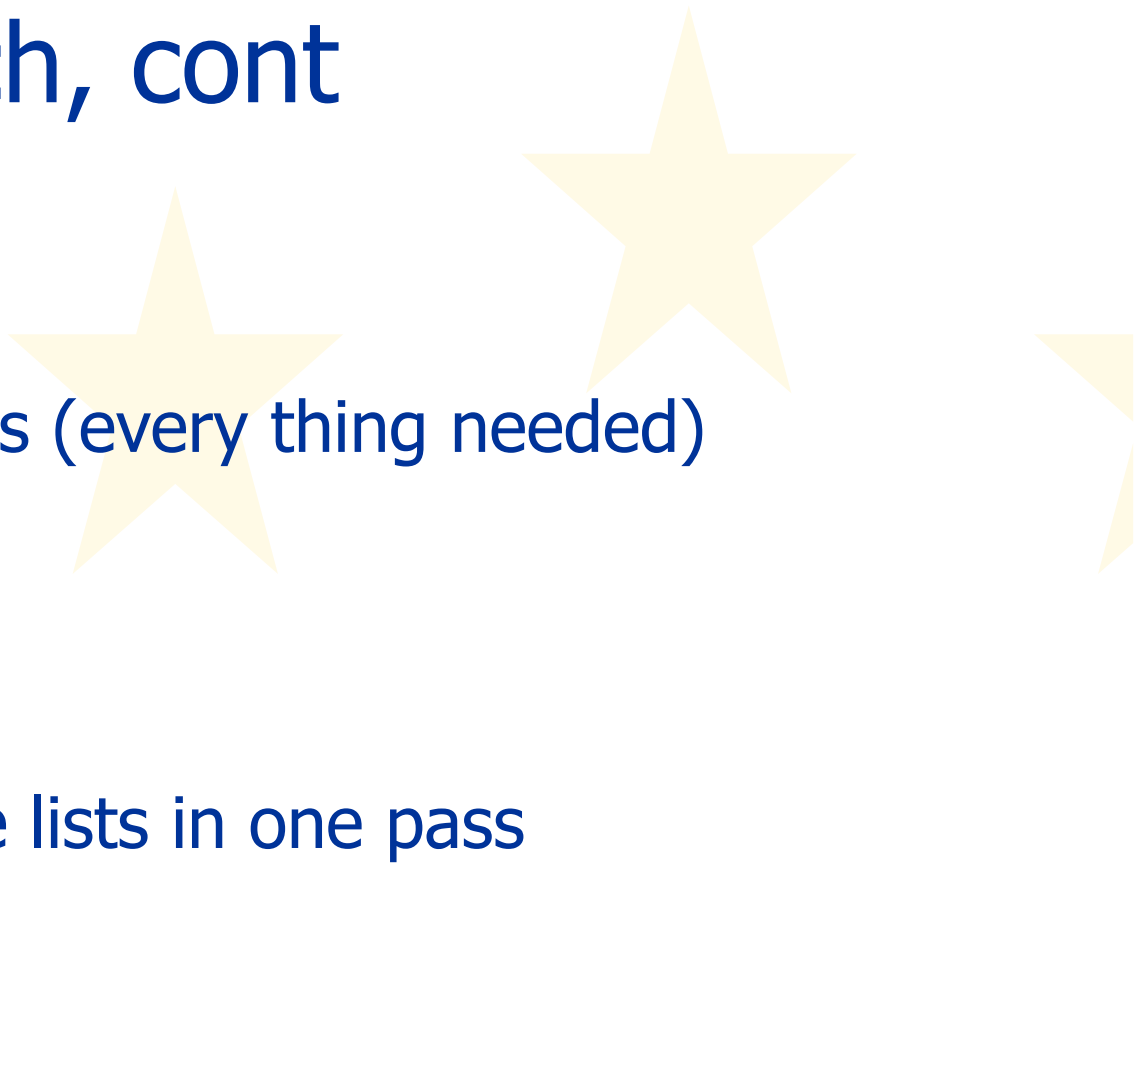 h, cont
s (every thing needed)
lists in one pass